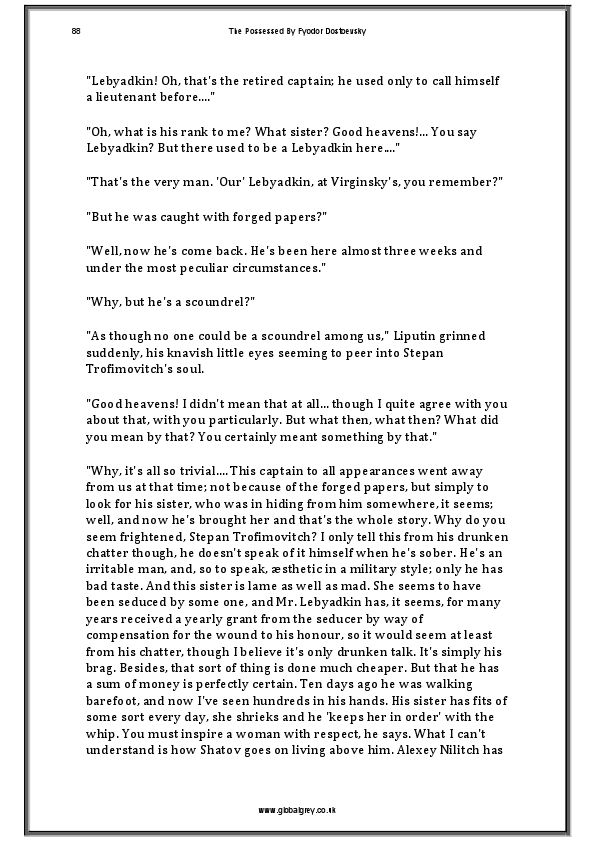 88 The Possessed By Fyodor Dostoevsky
"Lebyadkin! Oh, that's the retired captain; he used only to call himself
a lieutenant before...."
"Oh, what is his rank to me? What sister? Good heavens!... You say
Lebyadkin? But there used to be a Lebyadkin here...."
"That's the very man. 'Our' Lebyadkin, at Virginsky's, you remember?"
"But he was caught with forged papers?"
"Well, now he's come back. He's been here almost three weeks and
under the most peculiar circumstances."
"Why, but he's a scoundrel?"
"As though no one could be a scoundrel among us," Liputin grinned
suddenly, his knavish little eyes seeming to peer into Stepan
Trofimovitch's soul.
"Good heavens! I didn't mean that at all... though I quite agree with you
about that, with you particularly. But what then, what then? What did
you mean by that? You certainly meant something by that."
"Why, it's all so trivial.... This captain to all appearances went away
from us at that time; not because of the forged papers, but simply to
look for his sister, who was in hiding from him somewhere, it seems;
well, and now he's brought her and that's the whole story. Why do you
seem frightened, Stepan Trofimovitch? I only tell this from his drunken
chatter though, he doesn't speak of it himself when he's sober. He's an
irritable man, and, so to speak, æsthetic in a military style; only he has
bad taste. And this sister is lame as well as mad. She seems to have
been seduced by some one, and Mr. Lebyadkin has, it seems, for many
years received a yearly grant from the seducer by way of
compensation for the wound to his honour, so it would seem at least
from his chatter, though I believe it's only drunken talk. It's simply his
brag. Besides, that sort of thing is done much cheaper. But that he has
a sum of money is perfectly certain. Ten days ago he was walking
barefoot, and now I've seen hundreds in his hands. His sister has fits of
some sort every day, she shrieks and he 'keeps her in order' with the
whip. You must inspire a woman with respect, he says. What I can't
understand is how Shatov goes on living above him. Alexey Nilitch has
www.globalgrey.co.uk